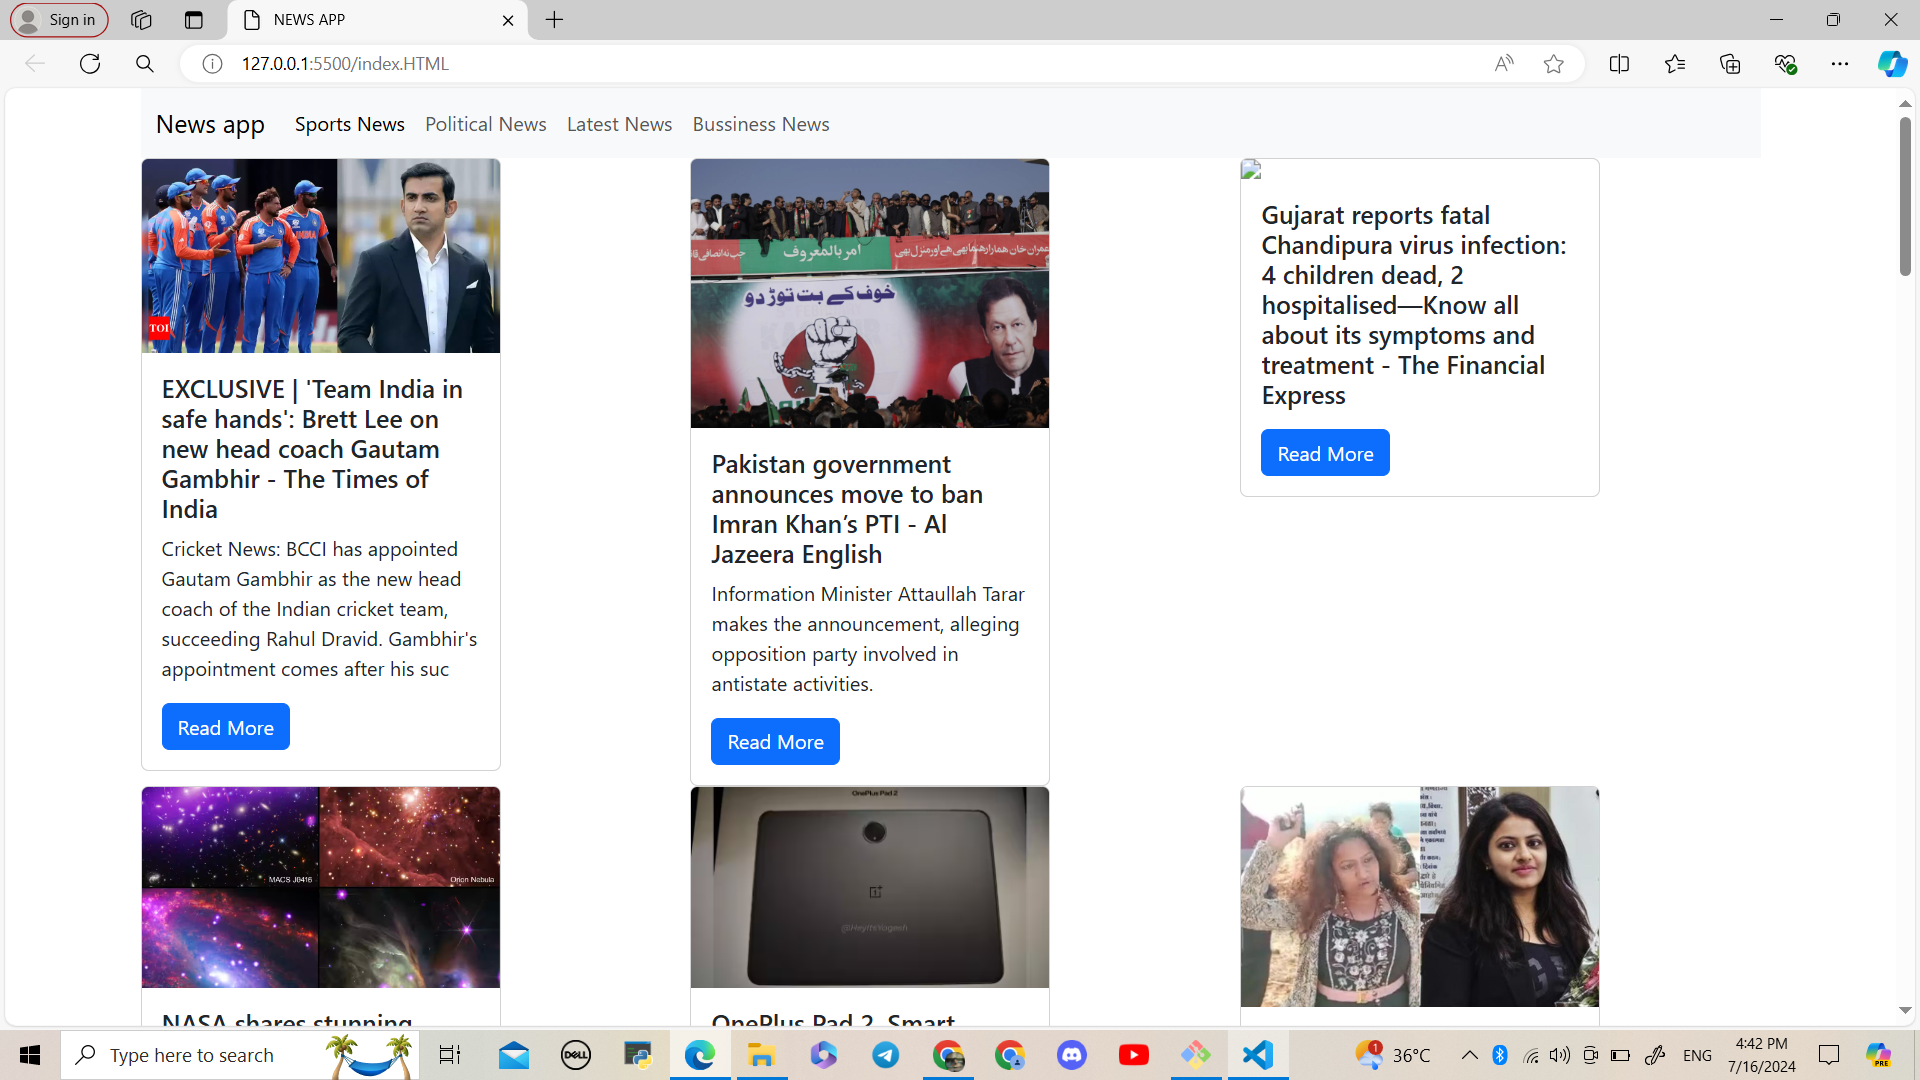 Sign in
NEWS APP
127.0.0.1:5500/index.HTML
News app
Sports News
Political News
Latest News
Bussiness News
TOI
EXCLUSIVE | 'Team India in
safe hands': Brett Lee on
new head coach Gautam
Gambhir - The Times of
India
Cricket News: BCCI has appointed
Gautam Gambhir as the new head
coach of the Indian cricket team,
succeeding Rahul Dravid. Gambhir's
appointment comes after his suc
Read More
امر بالمعروف
خوف کے بت توڑ دو
Pakistan government
announces move to ban
Imran Khan’s PTI - Al
Jazeera English
Information Minister Attaullah Tarar
makes the announcement, alleging
opposition party involved in
antistate activities.
Read More
Gujarat reports fatal
Chandipura virus infection:
4 children dead, 2
hospitalised—Know all
about its symptoms and
treatment - The Financial
Express
Read More
MACS J0416
Orion Nebula
NASA shares stunning
OnePlus Pad 2
@HeyItsYogesh
OnePlus Pad 2, Smart
Type here to search
DELL
1
36°C
ENG
4:42 PM
7/16/2024
PRE